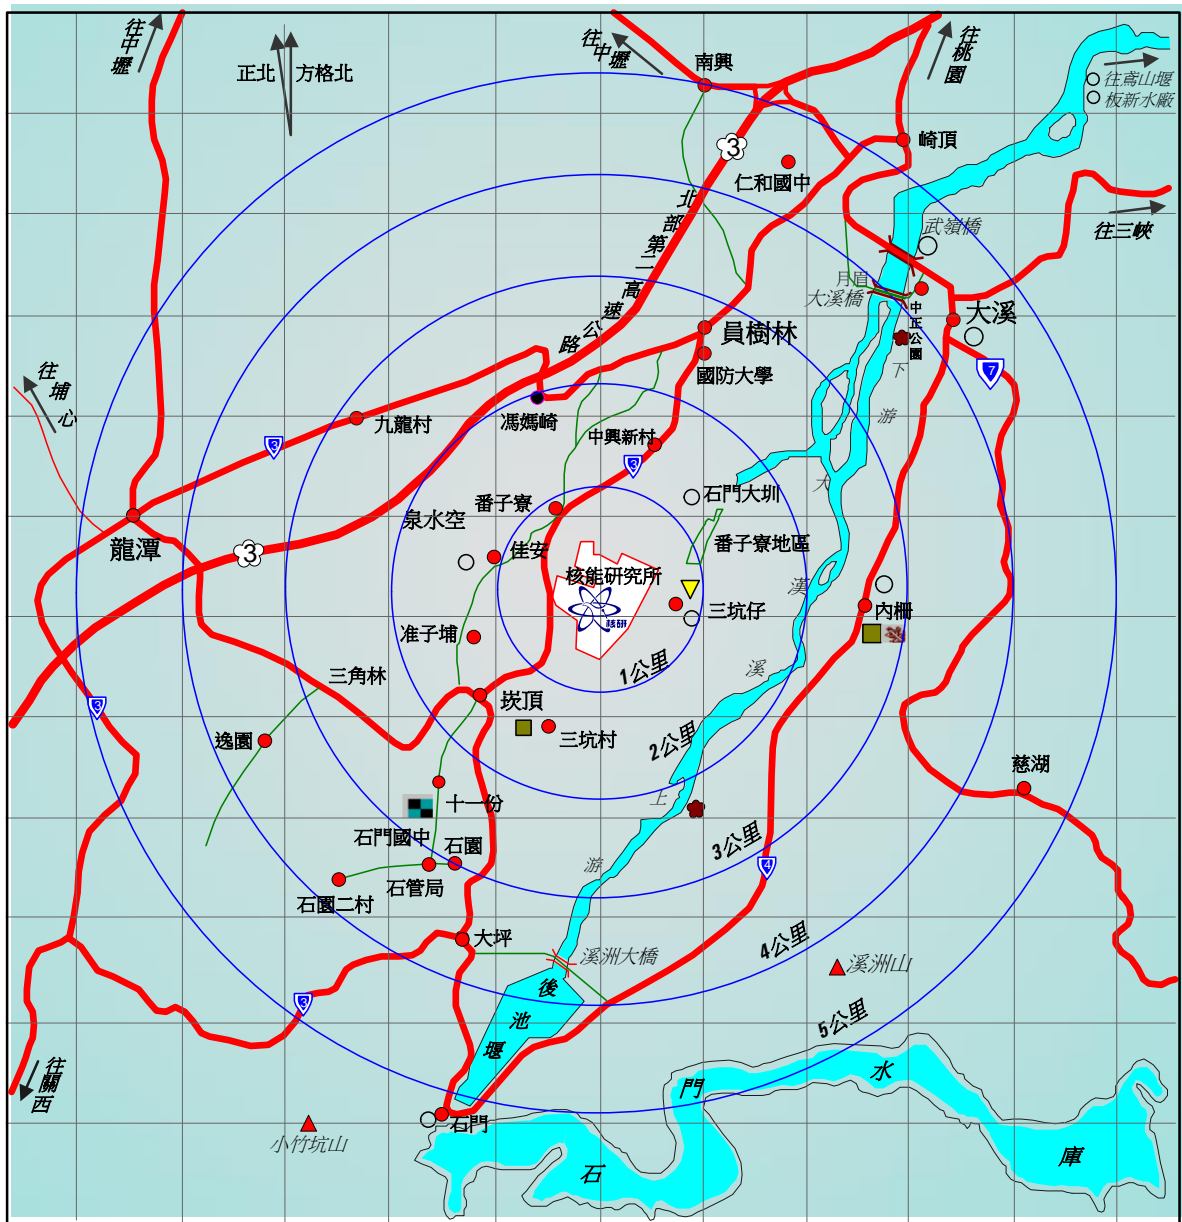 往中壢
正北
方格北
往中壢
南興
往桃園
往鳶山堰
板新水廠
崎頂
3
仁和國中
北部第二高速公路
武嶺橋
往三峽
月眉
大溪橋
中正公園
大溪
員樹林
國防大學
7
下
游
大
漢
溪
上
游
往埔心
九龍村
馮媽崎
中興新村
3
3
石門大圳
番子寮
泉水空
番子寮地區
龍潭
3
佳安
核能研究所
核研
三坑仔
內柵
准子埔
1公里
三角林
3
崁頂
逸園
三坑村
2公里
慈湖
十一份
石門國中
石園
3公里
4
石管局
石園二村
大坪
4公里
溪洲大橋
溪洲山
後池堰
3
5公里
往關西
石門
小竹坑山
石
門
水
庫